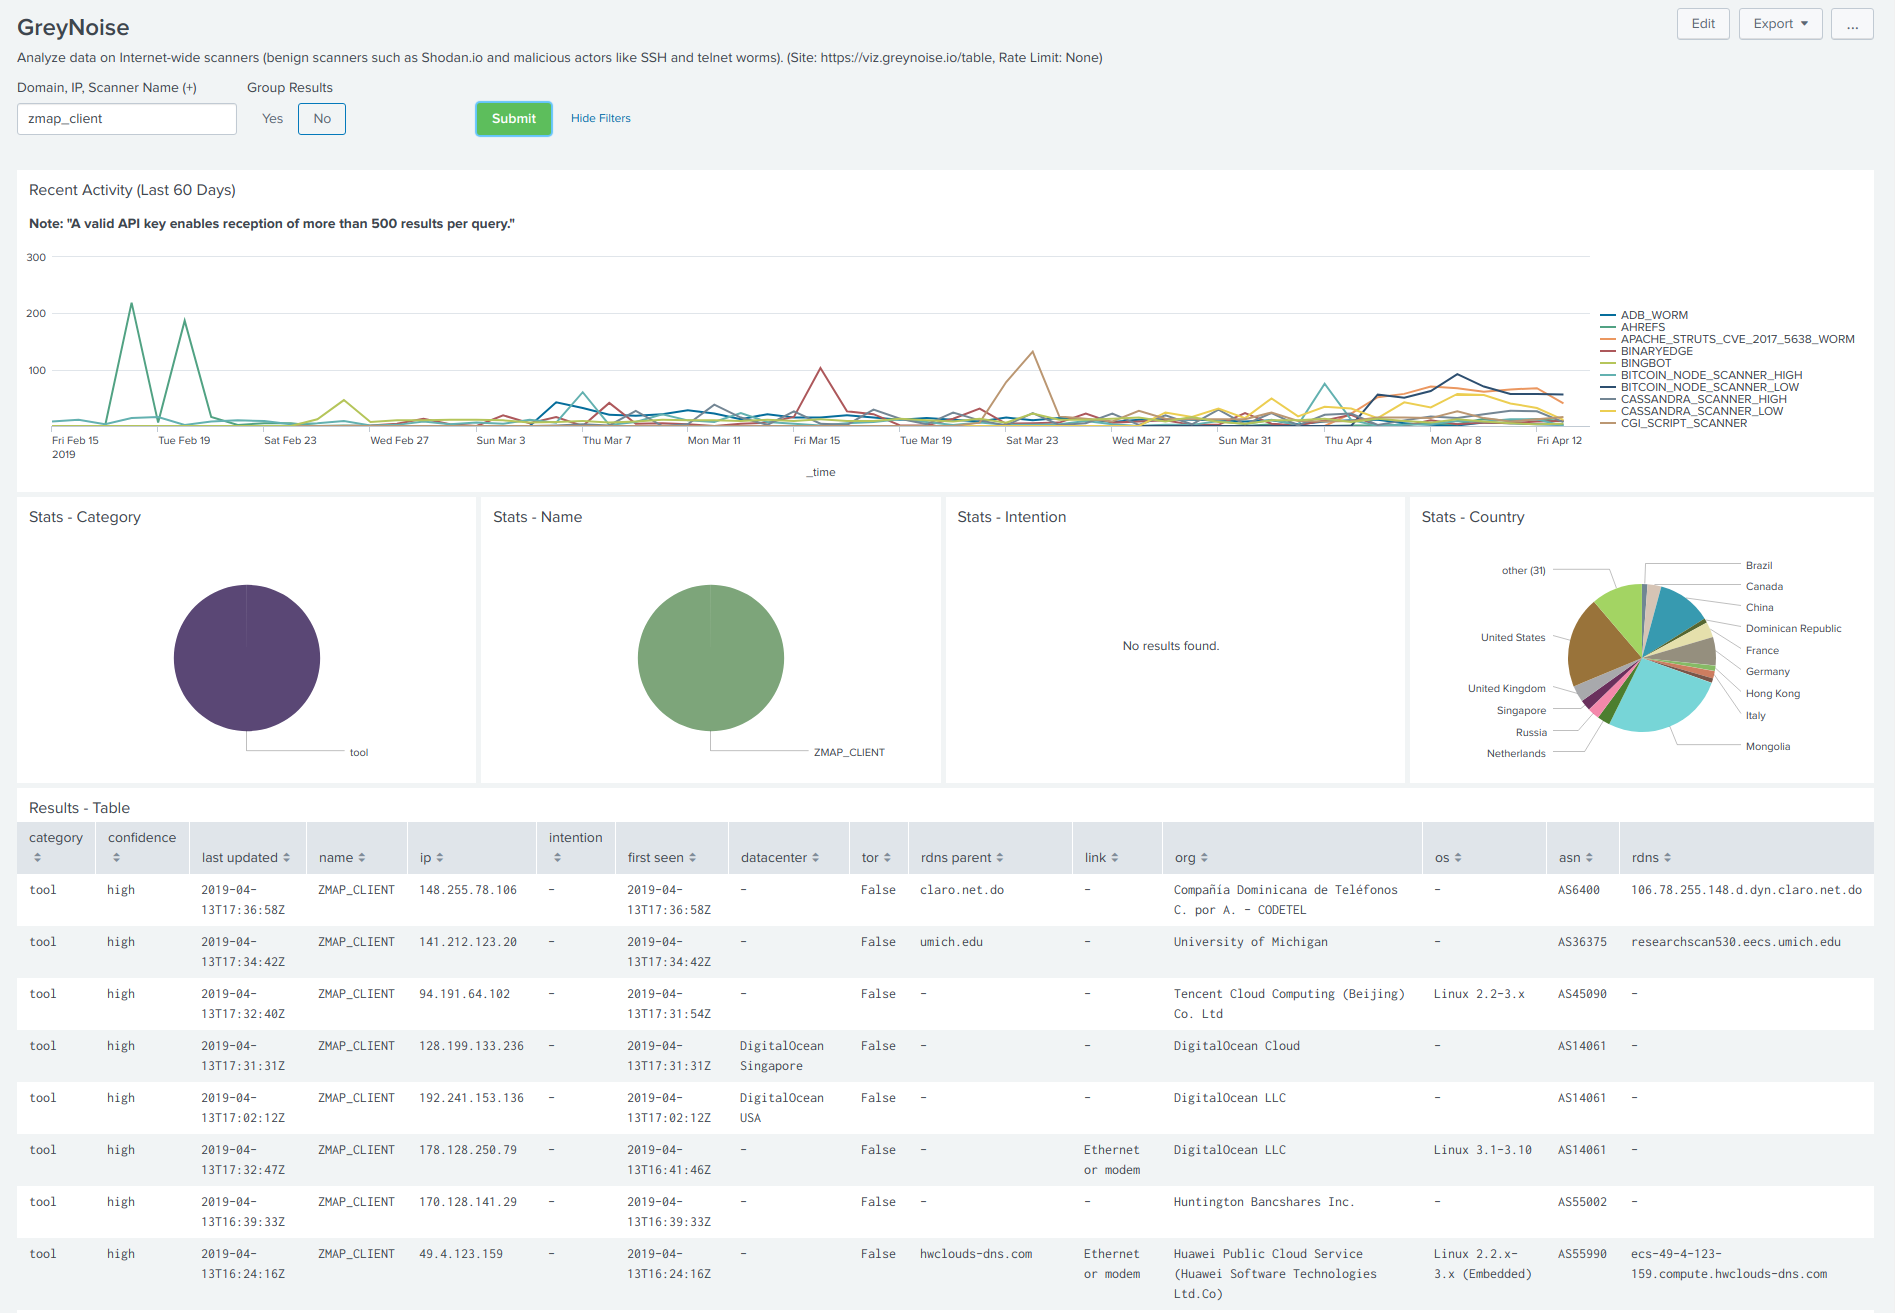 GreyNoise
Edit
Export
...
Analyze data on Internet-wide scanners (benign scanners such as Shodan.io and malicious actors like SSH and telnet worms). (Site: https://viz.greynoise.io/table, Rate Limit: None)
Domain, IP, Scanner Name (+)
Group Results
zmap_client
Yes
No
Submit
Hide Filters
Recent Activity (Last 60 Days)
Note: "A valid API key enables reception of more than 500 results per query."
300
200
100
Fri Feb 15
2019
Tue Feb 19
Sat Feb 23
Wed Feb 27
Sun Mar 3
Thu Mar 7
Mon Mar 11
Fri Mar 15
Tue Mar 19
Sat Mar 23
Wed Mar 27
Sun Mar 31
Thu Apr 4
Mon Apr 8
Fri Apr 12
_time
ADB_WORM
AHREFS
APACHE_STRUTS_CVE_2017_5638_WORM
BINARYEDGE
BINGBOT
BITCOIN_NODE_SCANNER_HIGH
BITCOIN_NODE_SCANNER_LOW
CASSANDRA_SCANNER_HIGH
CASSANDRA_SCANNER_LOW
CGI_SCRIPT_SCANNER
Stats - Category
tool
Stats - Name
ZMAP_CLIENT
Stats - Intention
No results found.
Stats - Country
other (31)
United States
United Kingdom
Singapore
Russia
Netherlands
Brazil
Canada
China
Dominican Republic
France
Germany
Hong Kong
Italy
Mongolia
Results - Table
category confidence last updated name ip intention first seen datacenter tor rdns parent link org os asn rdns
tool high 2019-04- ZMAP_CLIENT 148.255.78.106 - 2019-04- - False claro.net.do - Compañía Dominicana de Teléfonos - AS6400 106.78.255.148.d.dyn.claro.net.do
13T17:36:58Z 13T17:36:58Z C. por A. - CODETEL
tool high 2019-04- ZMAP_CLIENT 141.212.123.20 - 2019-04- - False umich.edu - University of Michigan - AS36375 researchscan530.eecs.umich.edu
13T17:34:42Z 13T17:34:42Z
tool high 2019-04- ZMAP_CLIENT 94.191.64.102 - 2019-04- - False - - Tencent Cloud Computing (Beijing) Linux 2.2-3.x AS45090 -
13T17:32:40Z 13T17:31:54Z Co. Ltd
tool high 2019-04- ZMAP_CLIENT 128.199.133.236 - 2019-04- DigitalOcean False - - DigitalOcean Cloud - AS14061 -
13T17:31:31Z 13T17:31:31Z Singapore
tool high 2019-04- ZMAP_CLIENT 192.241.153.136 - 2019-04- DigitalOcean False - - DigitalOcean LLC - AS14061 -
13T17:02:12Z 13T17:02:12Z USA
tool high 2019-04- ZMAP_CLIENT 178.128.250.79 - 2019-04- - False - Ethernet DigitalOcean LLC Linux 3.1-3.10 AS14061 -
13T17:32:47Z 13T16:41:46Z or modem
tool high 2019-04- ZMAP_CLIENT 170.128.141.29 - 2019-04- - False - - Huntington Bancshares Inc. - AS55002 -
13T16:39:33Z 13T16:39:33Z
tool high 2019-04- ZMAP_CLIENT 49.4.123.159 - 2019-04- - False hwclouds-dns.com Ethernet Huawei Public Cloud Service Linux 2.2.x- AS55990 ecs-49-4-123-
13T16:24:16Z 13T16:24:16Z or modem (Huawei Software Technologies 3.x (Embedded) 159.compute.hwclouds-dns.com
Ltd.Co)